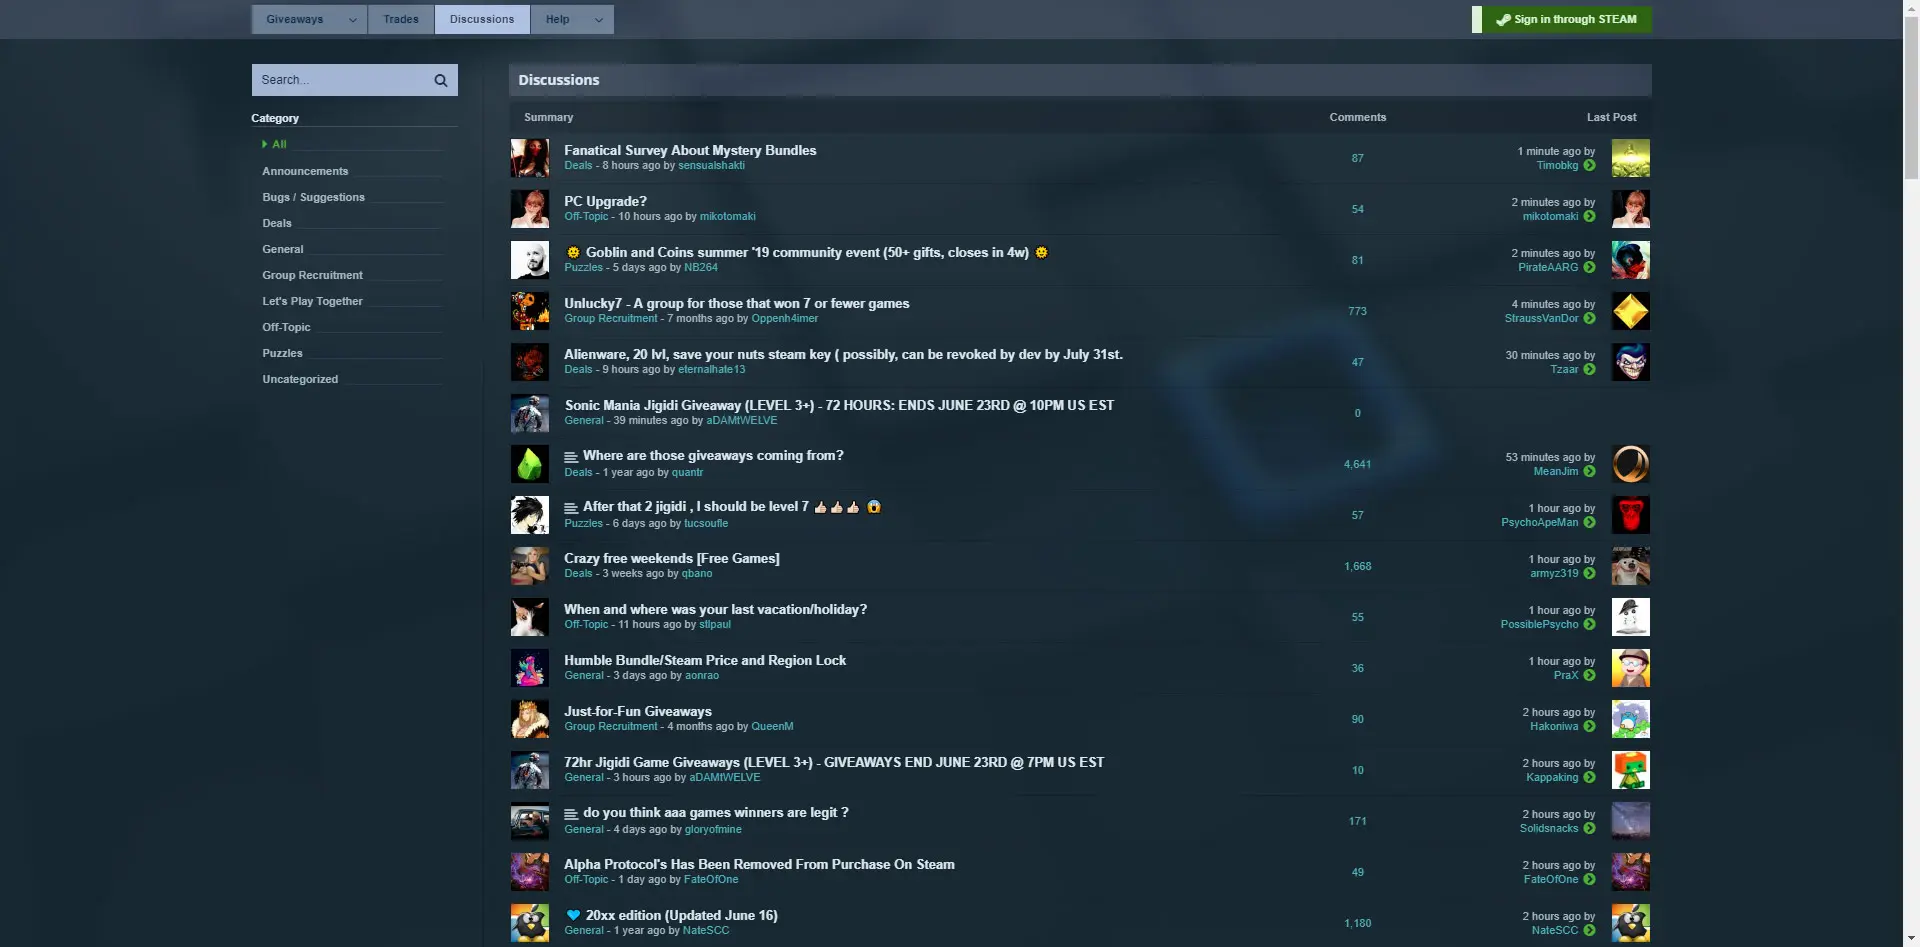 Giveaways
Trades
Discussions
Help
Sign in through STEAM
Search...
Category
All
Announcements
Bugs / Suggestions
Deals
General
Group Recruitment
Let's Play Together
Off-Topic
Puzzles
Uncategorized
Discussions
Summary Comments Last Post
Fanatical Survey About Mystery Bundles
Deals - 8 hours ago by sensualshakti
87
1 minute ago by
Timobkg
PC Upgrade?
Off-Topic - 10 hours ago by mikotomaki
54
2 minutes ago by
mikotomaki
🌞 Goblin and Coins summer '19 community event (50+ gifts, closes in 4w) 🌞
Puzzles - 5 days ago by NB264
81
2 minutes ago by
PirateAARG
Unlucky7 - A group for those that won 7 or fewer games
Group Recruitment - 7 months ago by Oppenh4imer
773
4 minutes ago by
StraussVanDor
Alienware, 20 lvl, save your nuts steam key ( possibly, can be revoked by dev by July 31st.
Deals - 9 hours ago by eternalhate13
47
30 minutes ago by
Tzaar
Sonic Mania Jigidi Giveaway (LEVEL 3+) - 72 HOURS: ENDS JUNE 23RD @ 10PM US EST
General - 39 minutes ago by aDAMtWELVE
0
Where are those giveaways coming from?
Deals - 1 year ago by quantr
4,641
53 minutes ago by
MeanJim
After that 2 jigidi , I should be level 7 👍🏻👍🏻👍🏻 😱
Puzzles - 6 days ago by tucsoufle
57
1 hour ago by
PsychoApeMan
Crazy free weekends [Free Games]
Deals - 3 weeks ago by qbano
1,668
1 hour ago by
armyz319
When and where was your last vacation/holiday?
Off-Topic - 11 hours ago by stlpaul
55
1 hour ago by
PossiblePsycho
Humble Bundle/Steam Price and Region Lock
General - 3 days ago by aonrao
36
1 hour ago by
PraX
Just-for-Fun Giveaways
Group Recruitment - 4 months ago by QueenM
90
2 hours ago by
Hakoniwa
72hr Jigidi Game Giveaways (LEVEL 3+) - GIVEAWAYS END JUNE 23RD @ 7PM US EST
General - 3 hours ago by aDAMtWELVE
10
2 hours ago by
Kappaking
do you think aaa games winners are legit ?
General - 4 days ago by gloryofmine
171
2 hours ago by
Solidsnacks
Alpha Protocol's Has Been Removed From Purchase On Steam
Off-Topic - 1 day ago by FateOfOne
49
2 hours ago by
FateOfOne
💙 20xx edition (Updated June 16)
General - 1 year ago by NateSCC
1,180
2 hours ago by
NateSCC